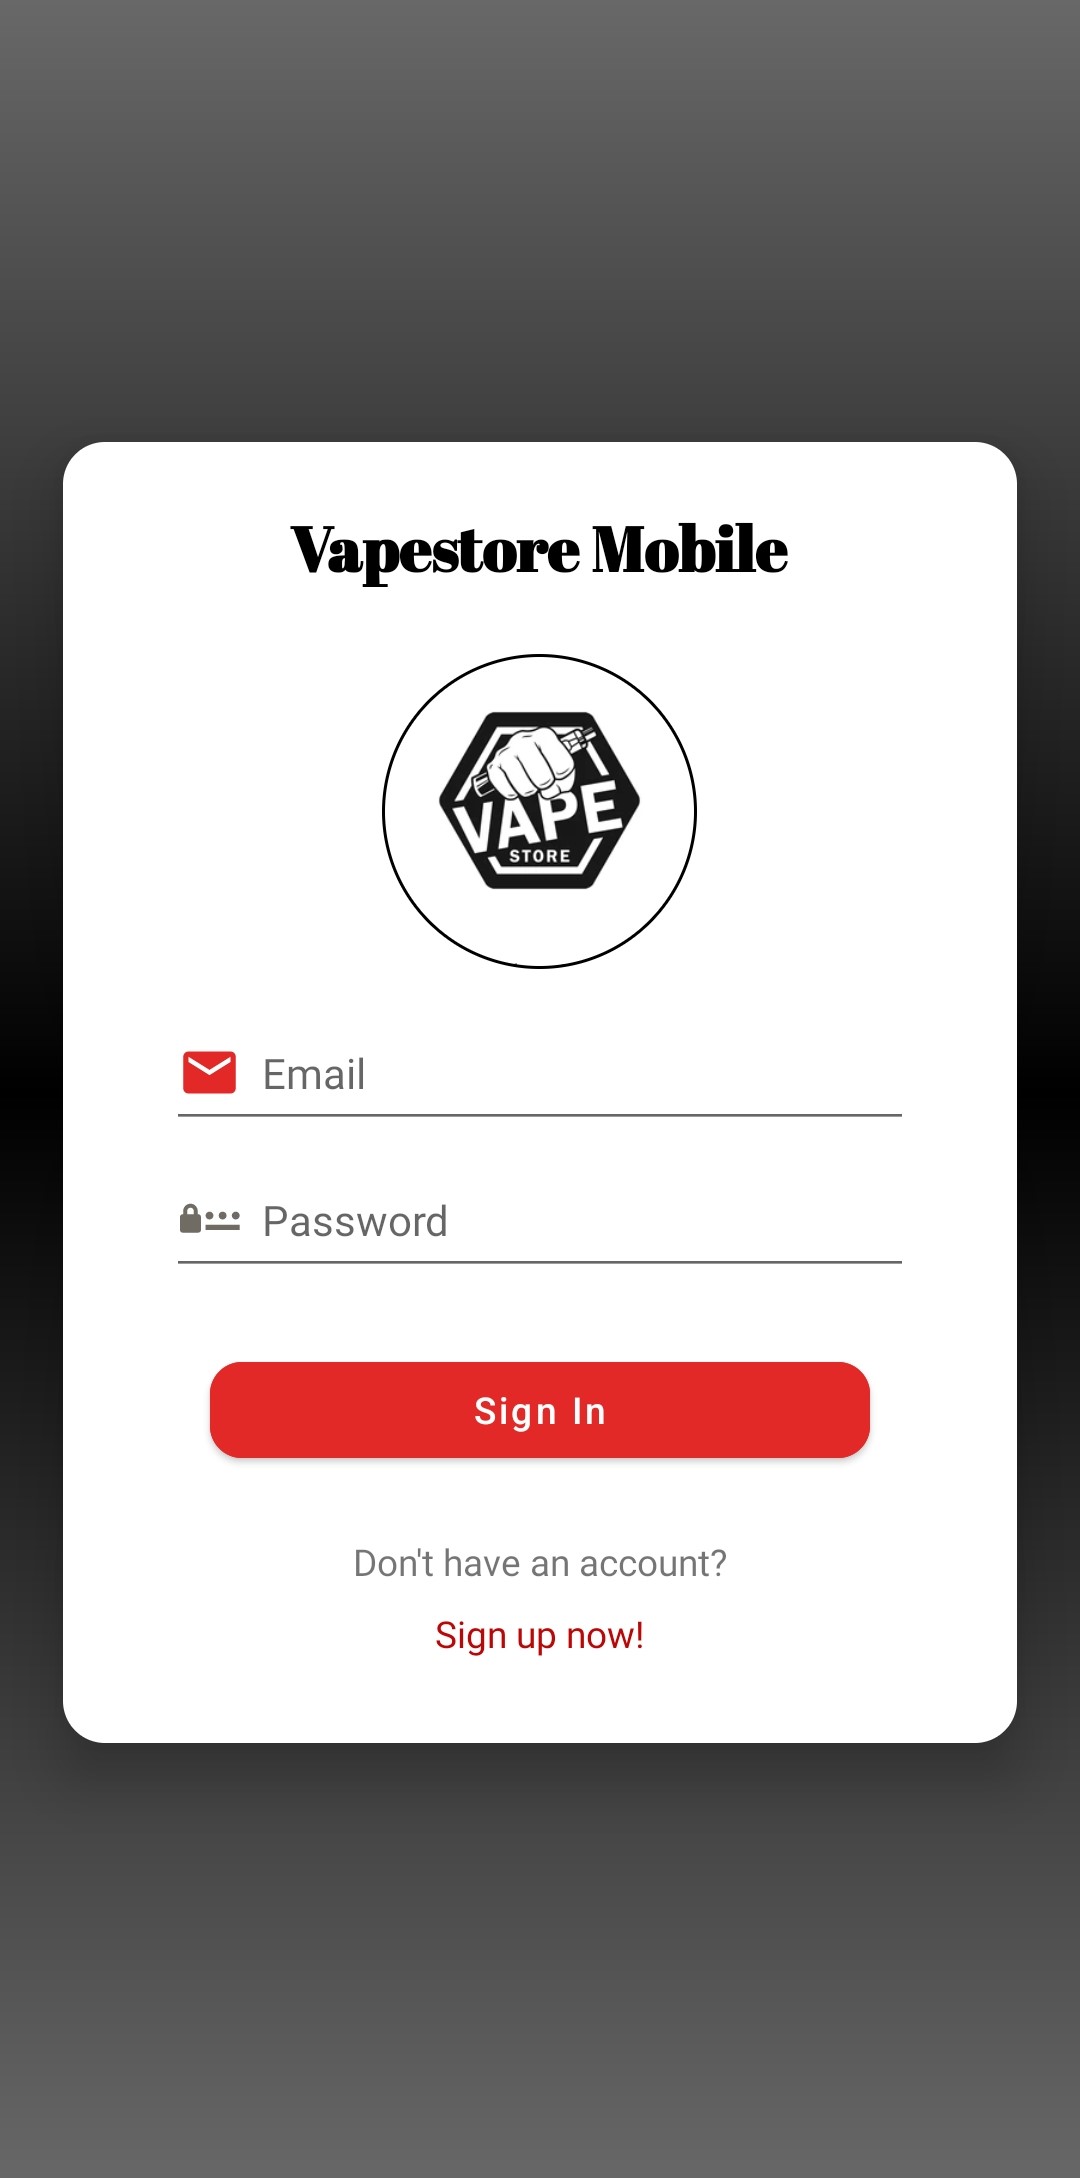 Vapestore Mobile
VAPE
STORE
Email
Password
Sign In
Don't have an account?
Sign up now!